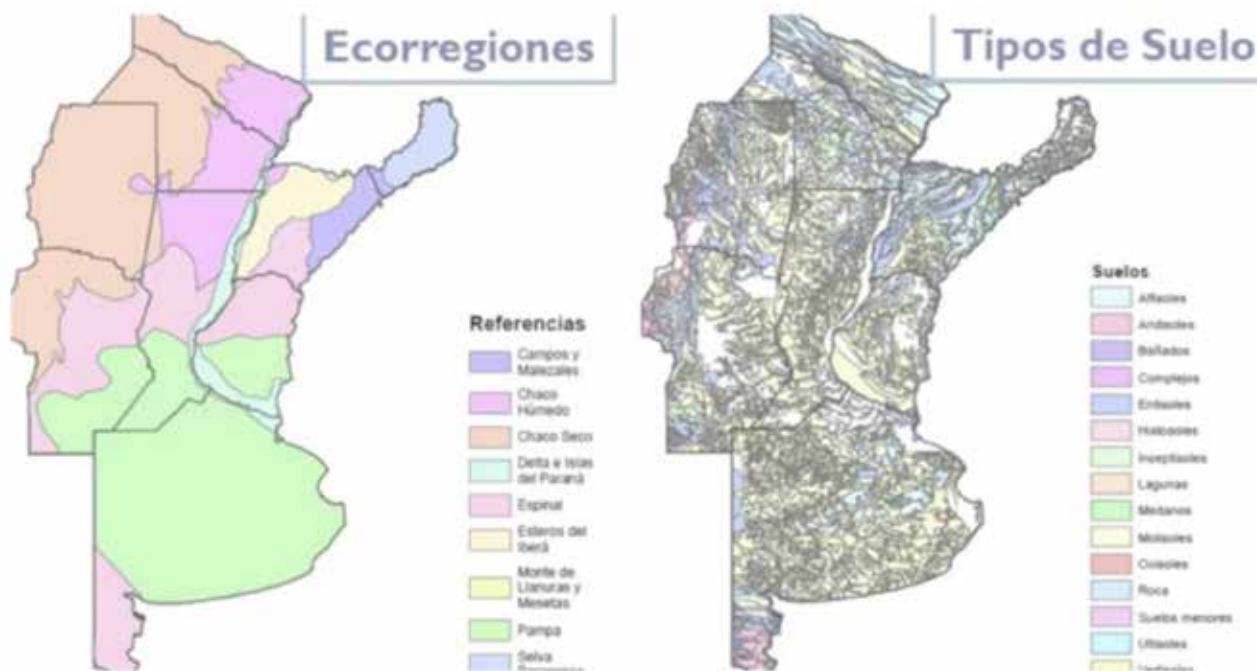 Ecorregiones
Tipos de Suelo
Referencias
Campos y
Malezales
Chaco
Húmedo
Chaco Seco
Delta e Islas
del Paraná
Espinal
Esteros del
Iberá
Monte de
Llanuras y
Mesetas
Pampa
Selva
Suelos
Alfisoles
Andisoles
Bañados
Complejos
Entisoles
Histosoles
Inceptisoles
Lagunas
Médanos
Molisoles
Oxisoles
Roca
Suelos menores
Ultisoles